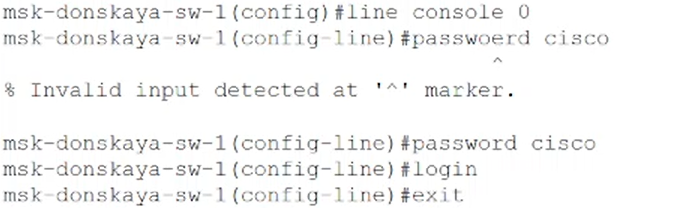 msk-donskaya-sw-1(config)#line console 0
msk-donskaya-sw-1(config-line)#passwoerd cisco
^
% Invalid input detected at '^' marker.
msk-donskaya-sw-1(config-line)#password cisco
msk-donskaya-sw-1(config-line)#login
msk-donskaya-sw-1(config-line)#exit